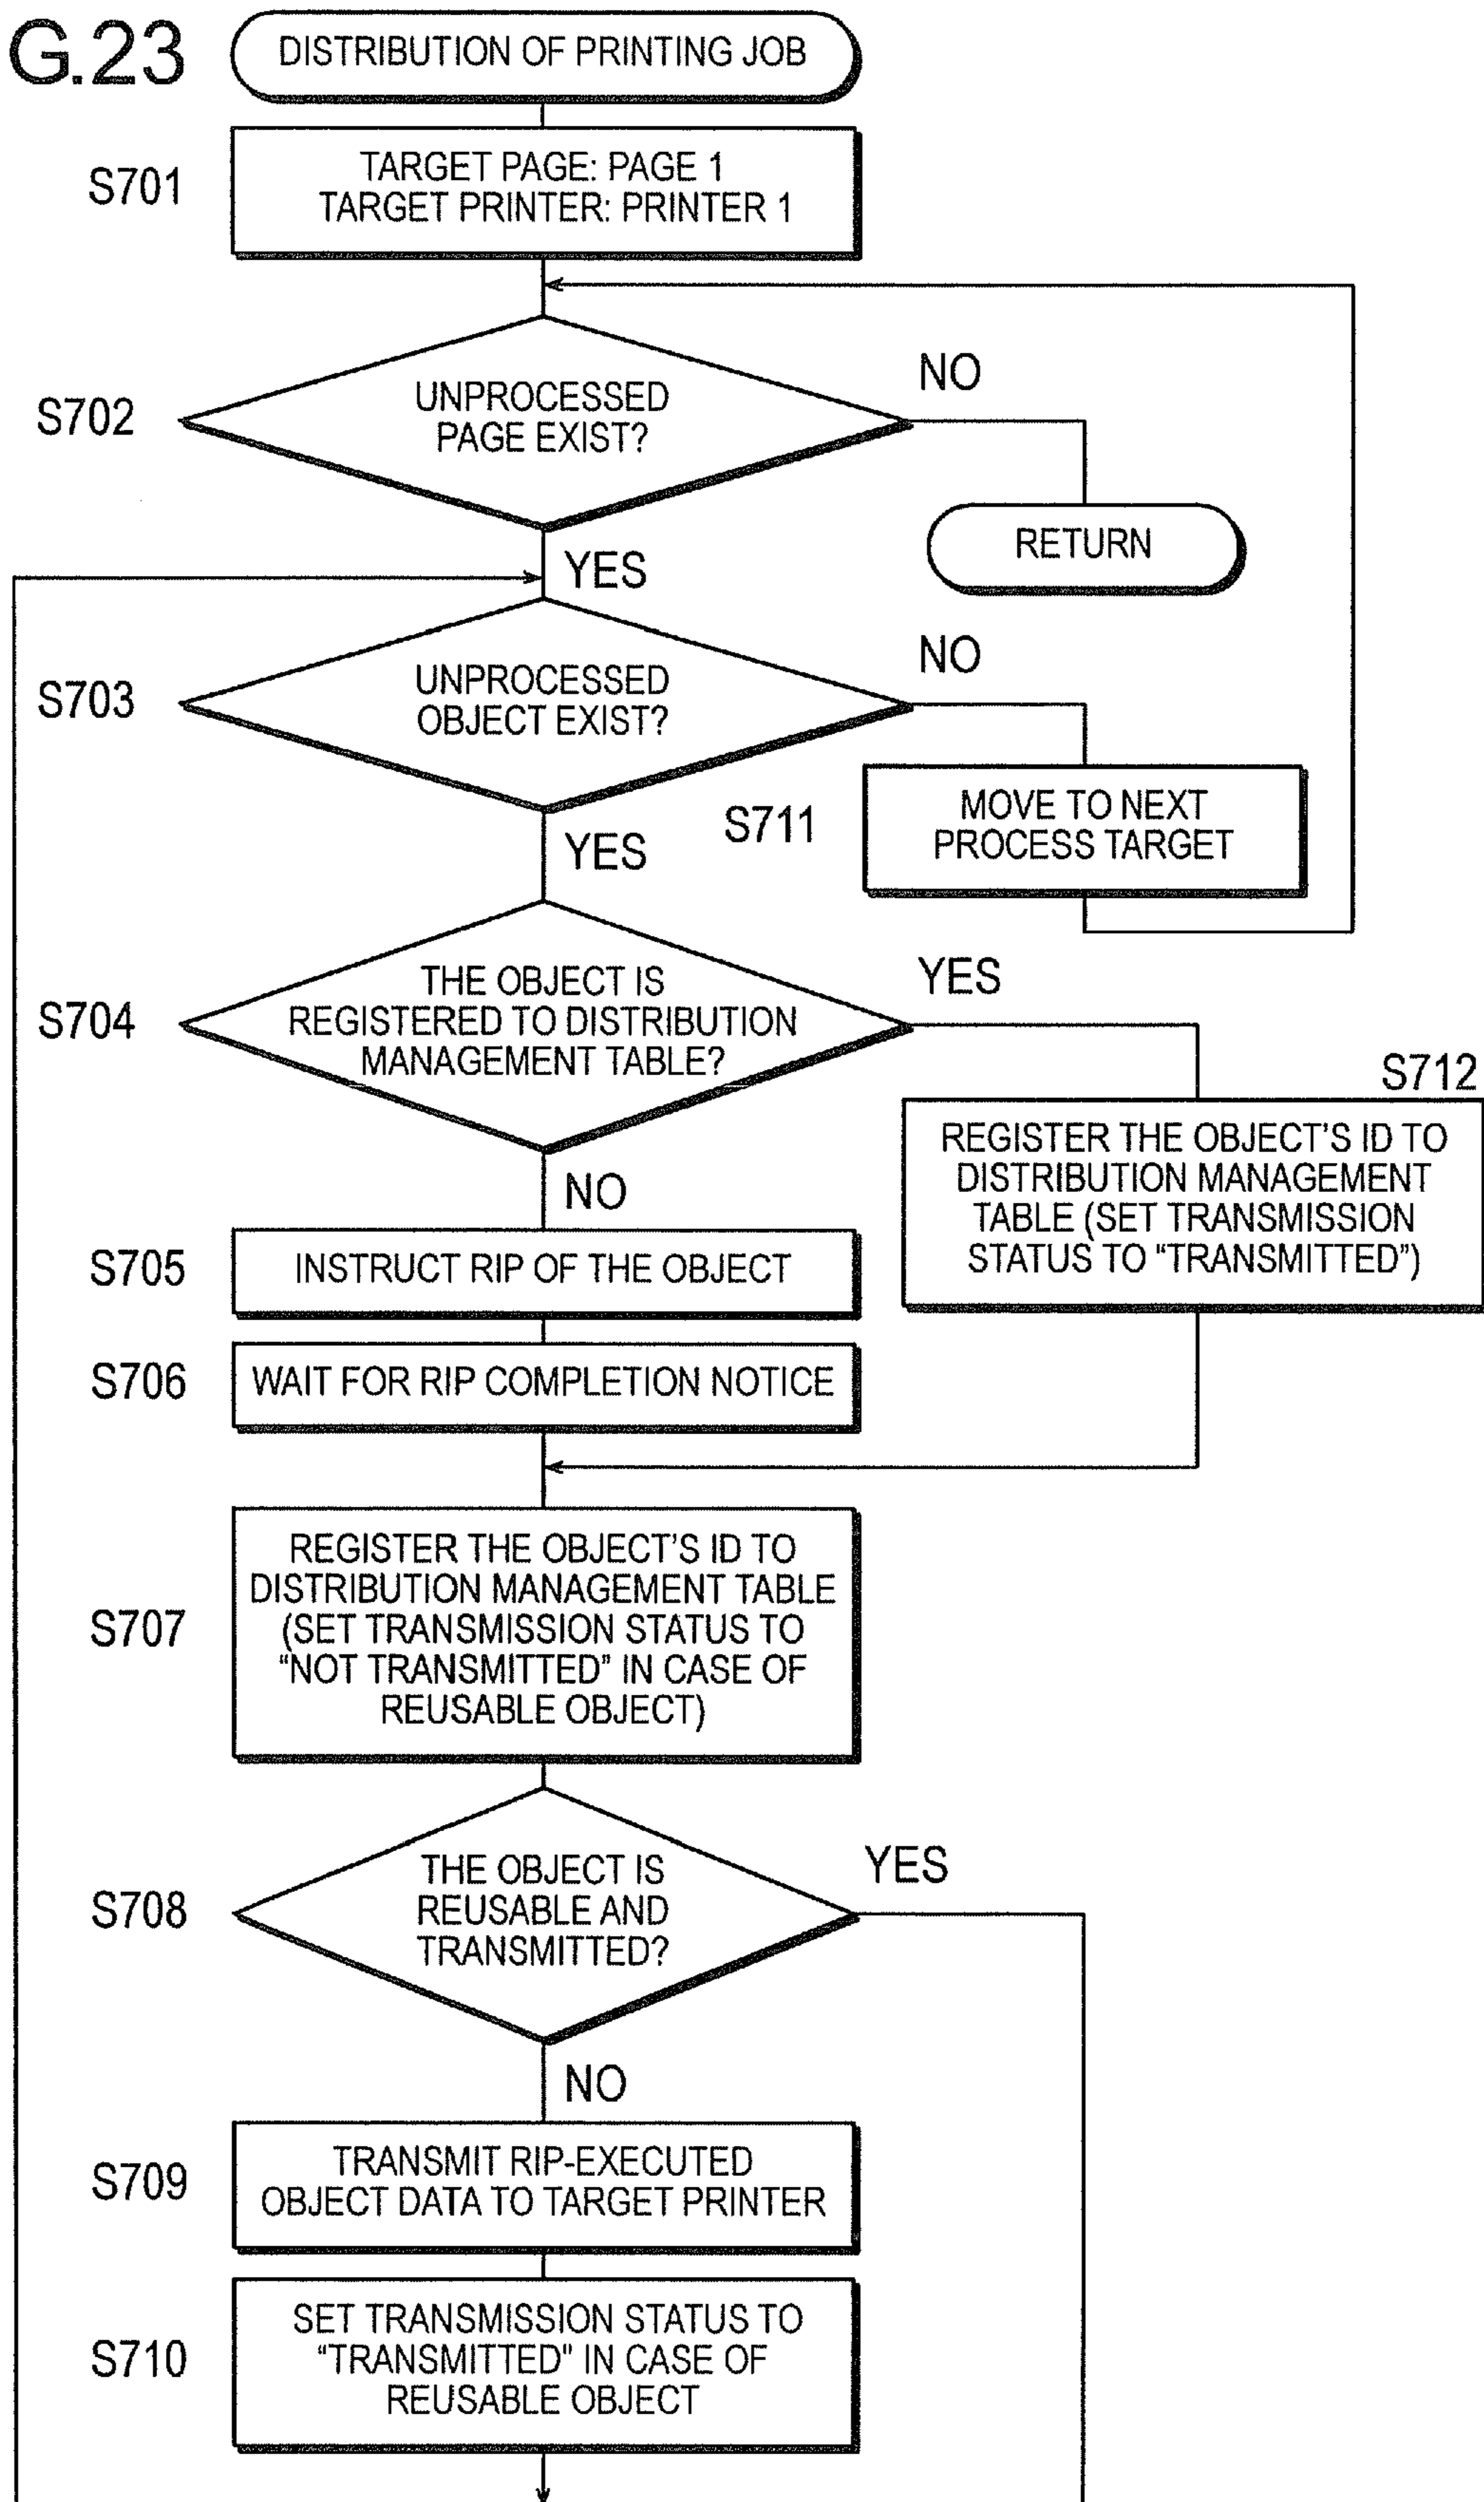 G.23
DISTRIBUTION OF PRINTING JOB
S701
TARGET PAGE: PAGE 1
TARGET PRINTER: PRINTER 1
S702
UNPROCESSED
PAGE EXIST?
NO
RETURN
YES
S703
UNPROCESSED
OBJECT EXIST?
NO
S711
MOVE TO NEXT
PROCESS TARGET
YES
S704
THE OBJECT IS
REGISTERED TO DISTRIBUTION
MANAGEMENT TABLE?
YES
S712
REGISTER THE OBJECT'S ID TO
DISTRIBUTION MANAGEMENT
TABLE (SET TRANSMISSION
STATUS TO “TRANSMITTED”)
NO
S705
INSTRUCT RIP OF THE OBJECT
S706
WAIT FOR RIP COMPLETION NOTICE
S707
REGISTER THE OBJECT'S ID TO
DISTRIBUTION MANAGEMENT TABLE
(SET TRANSMISSION STATUS TO
“NOT TRANSMITTED” IN CASE OF
REUSABLE OBJECT)
S708
THE OBJECT IS
REUSABLE AND
TRANSMITTED?
YES
NO
S709
TRANSMIT RIP-EXECUTED
OBJECT DATA TO TARGET PRINTER
S710
SET TRANSMISSION STATUS TO
“TRANSMITTED” IN CASE OF
REUSABLE OBJECT